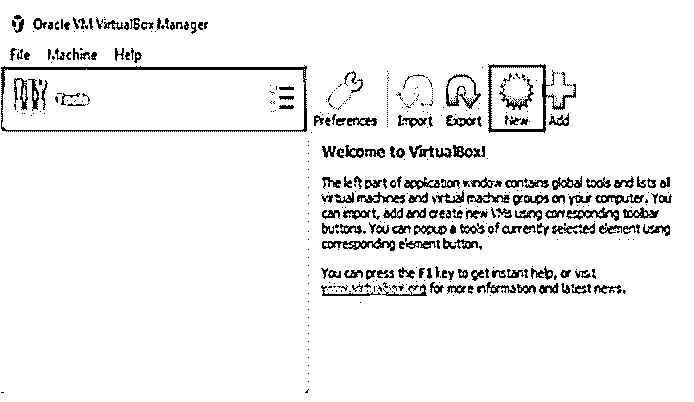 Oracle VM VirtualBox Manager
File Machine Help
Tools
Preferences Import Export New Add
Welcome to VirtualBox!
The left part of application window contains global tools and lists all
virtual machines and virtual machine groups on your computer. You
can import, add and create new VMs using corresponding toolbar
buttons. You can popup a tools of currently selected element using
corresponding element button.
You can press the F1 key to get instant help, or visit
www.virtualbox.org for more information and latest news.